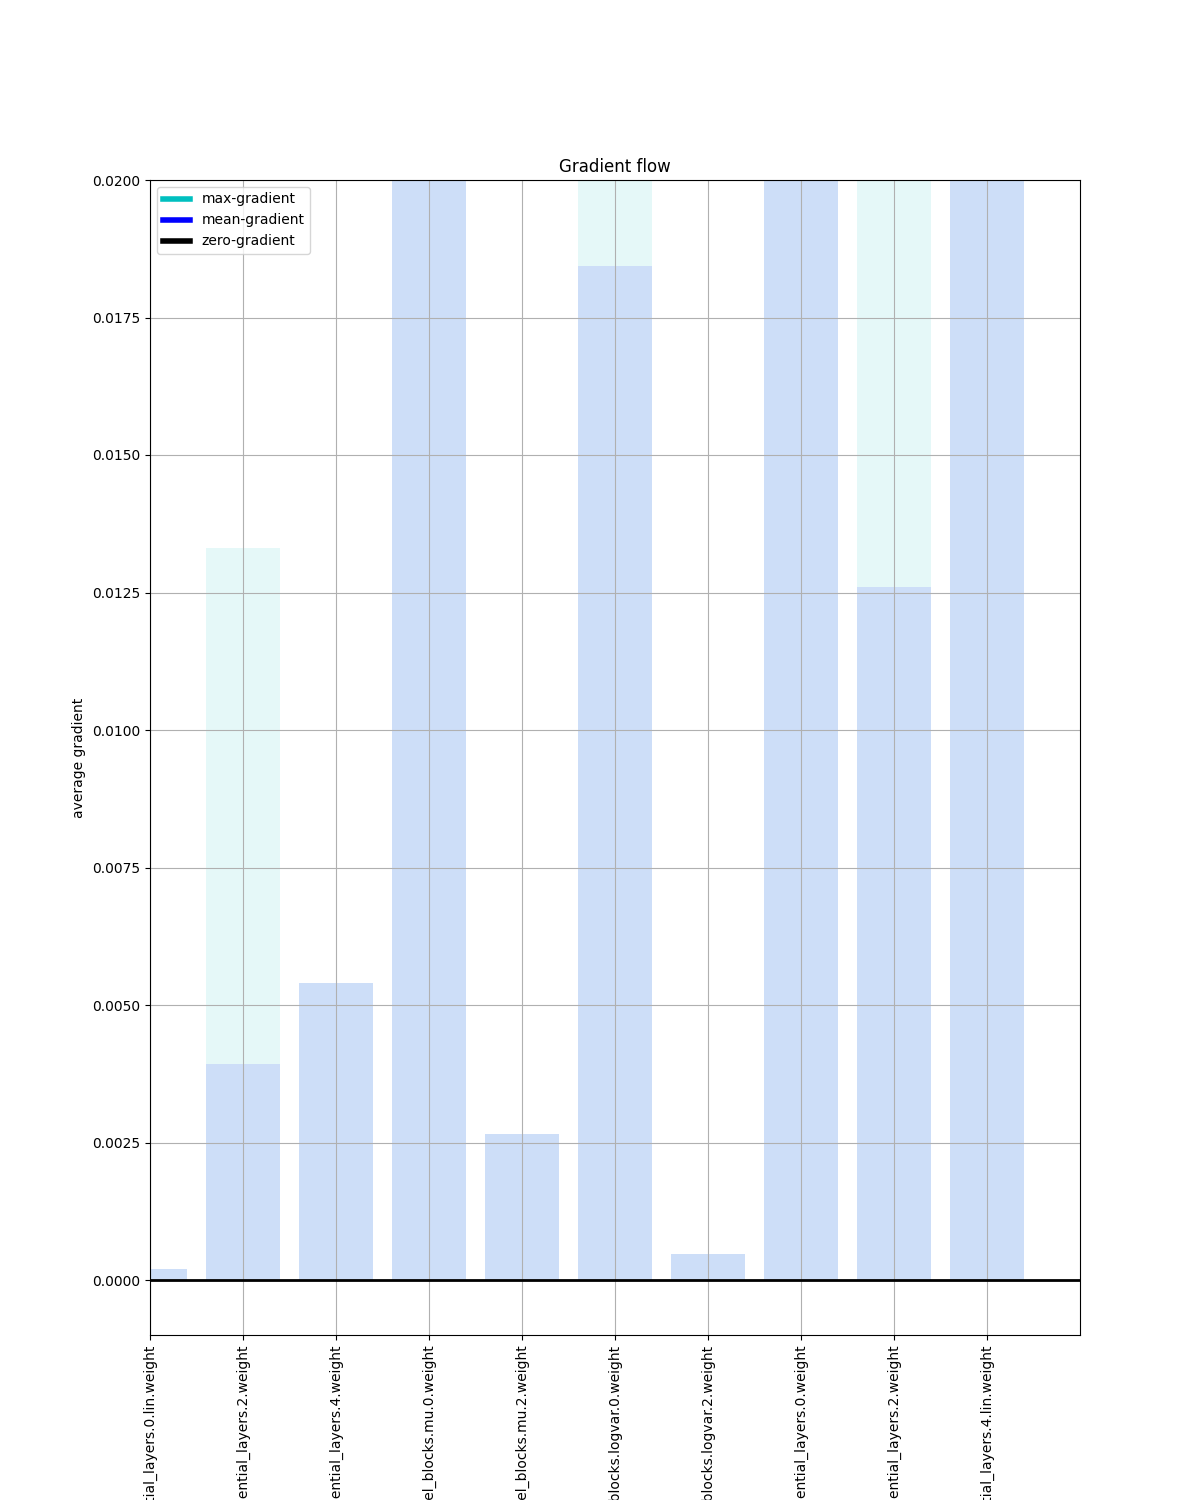 Gradient flow
max-gradient
mean-gradient
zero-gradient
0.0200
0.0175
0.0150
0.0125
0.0100
0.0075
0.0050
0.0025
0.0000
average gradient
tial_layers.0.lin.weight
ential_layers.2.weight
ential_layers.4.weight
el_blocks.mu.0.weight
el_blocks.mu.2.weight
blocks.logvar.0.weight
blocks.logvar.2.weight
ential_layers.0.weight
ential_layers.2.weight
tial_layers.4.lin.weight